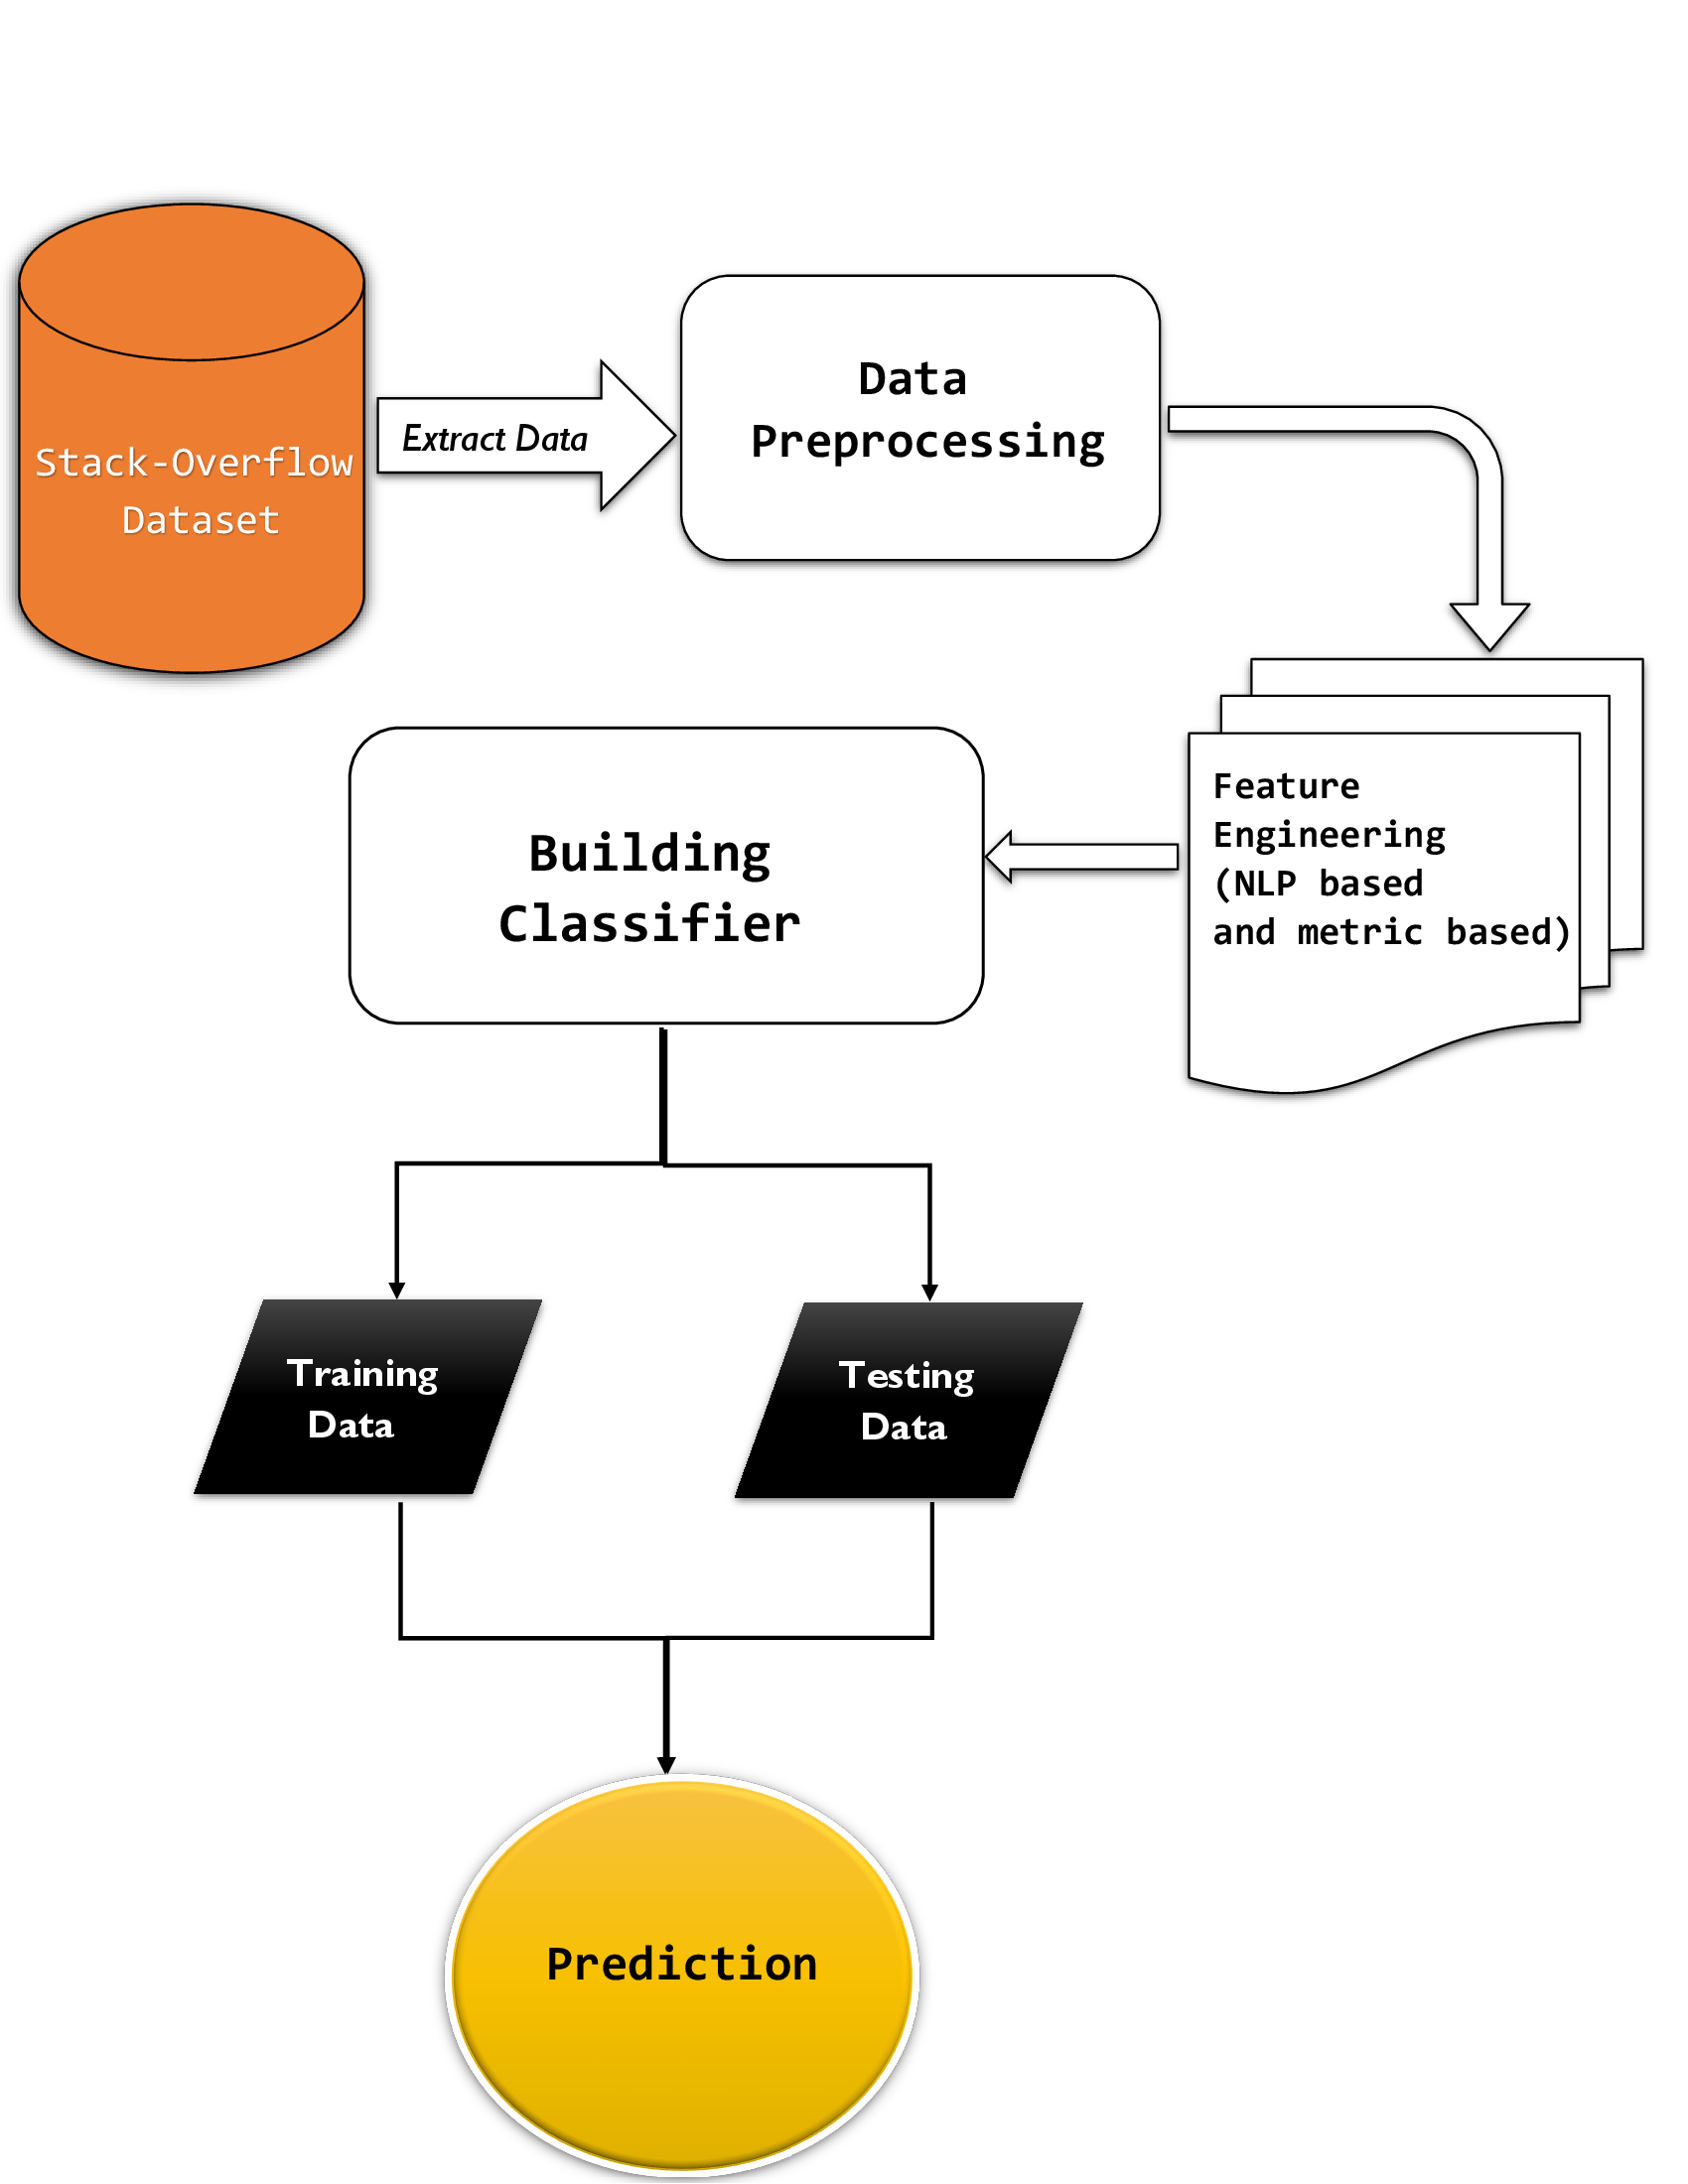 Stack-Overflow
Dataset
Extract Data
Data
Preprocessing
Feature
Engineering
(NLP based
and metric based)
Building
Classifier
Training
Data
Testing
Data
Prediction